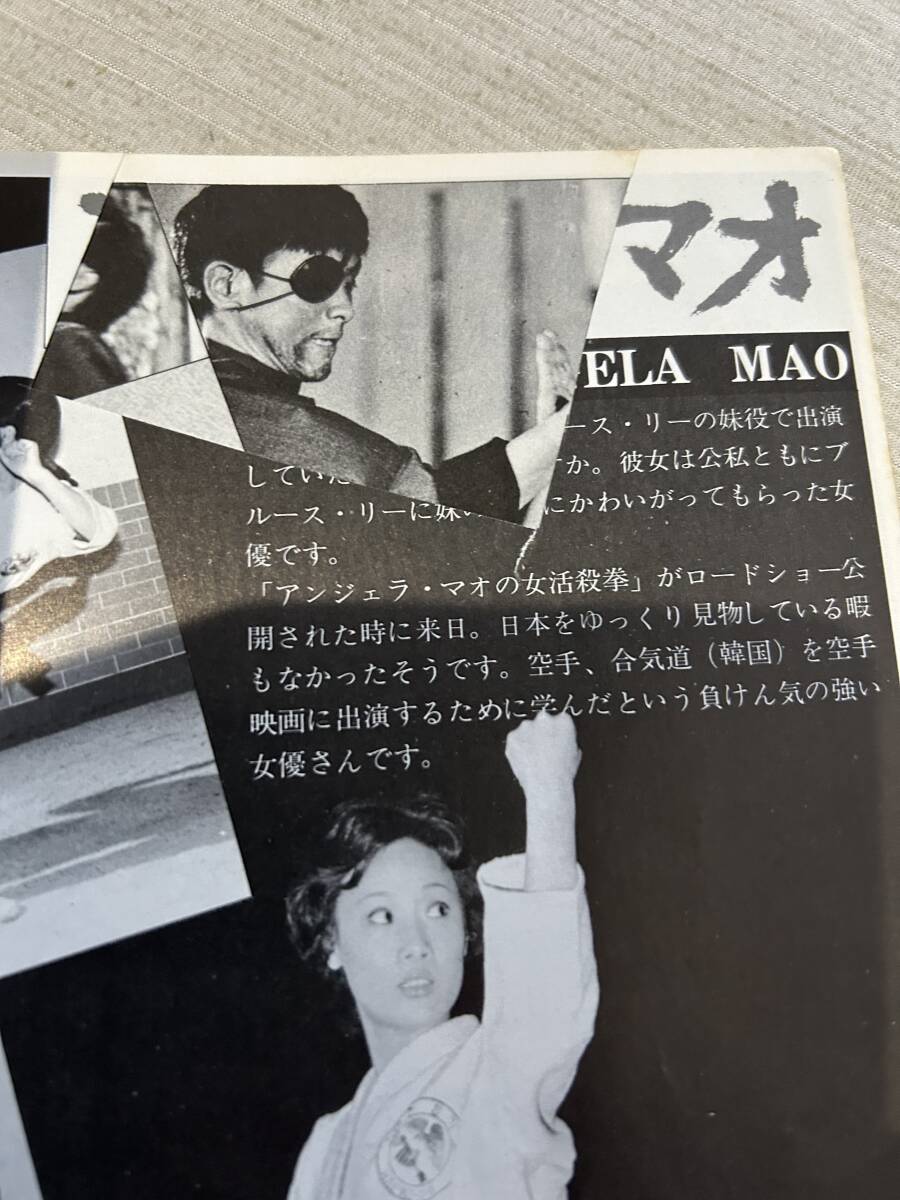 マオ
ELA MAO
ース・リーの妹役で出演
していた か。彼女は公私ともにブ
ルース・リーに妹の にかわいがってもらった女
優です。
「アンジェラ・マオの女活殺拳」がロードショー公
開された時に来日。日本をゆっくり見物している暇
もなかったそうです。空手、合気道（韓国）を空手
映画に出演するために学んだという負けん気の強い
女優さんです。